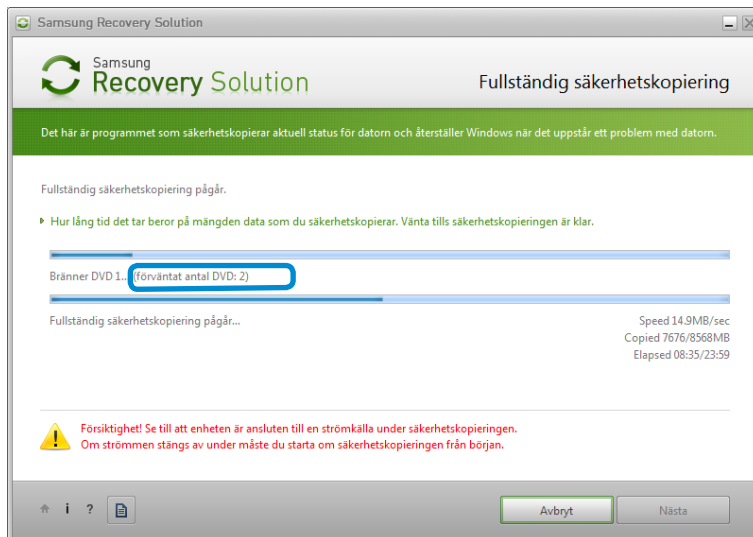 Samsung Recovery Solution
Samsung
Recovery Solution
Fullständig säkerhetskopiering
Det här är programmet som säkerhetskopierar aktuell status för datorn och återställer Windows när det uppstår ett problem med datorn.
Fullständig säkerhetskopiering pågår.
Hur lång tid det tar beror på mängden data som du säkerhetskopierar. Vänta tills säkerhetskopieringen är klar.
Bränner DVD 1... (förväntat antal DVD: 2)
Fullständig säkerhetskopiering pågår...
Speed 14.9MB/sec
Copied 7676/8568MB
Elapsed 08:35/23:59
Försiktighet! Se till att enheten är ansluten till en strömkälla under säkerhetskopieringen.
Om strömmen stängs av under måste du starta om säkerhetskopieringen från början.
i ?
Avbryt
Nästa